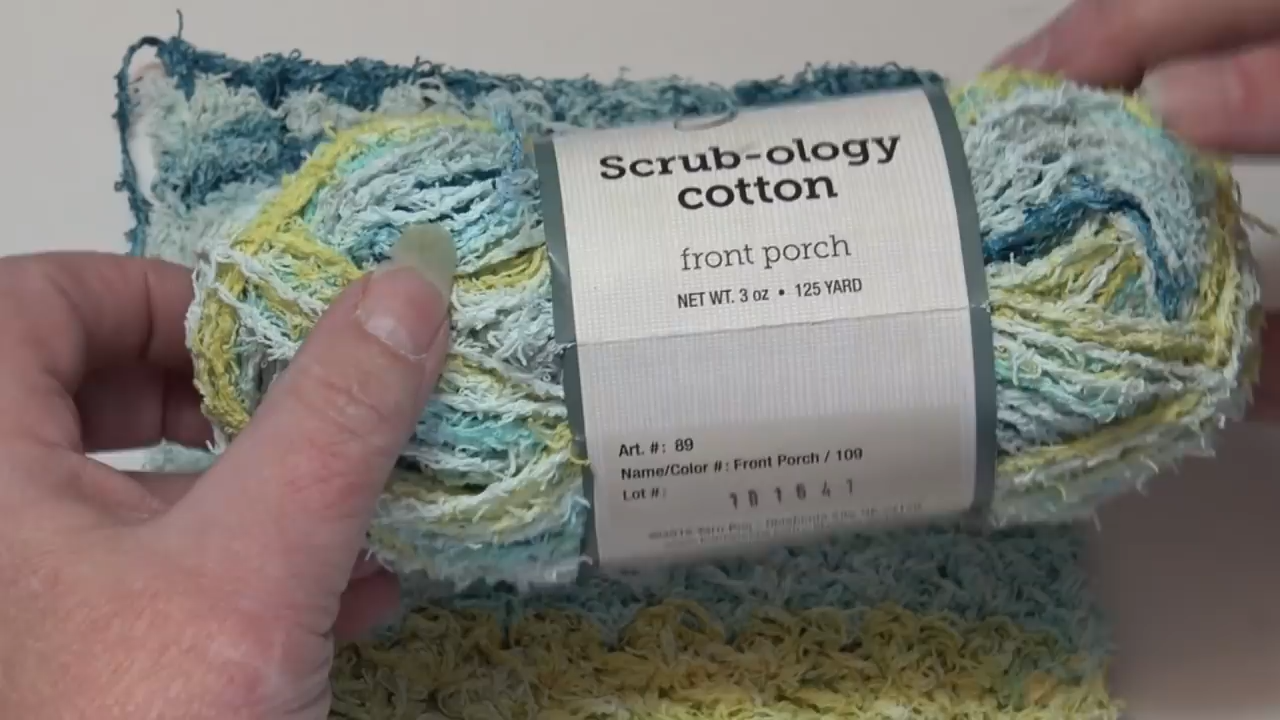 Scrub-ology
cotton
front porch
NET WT. 3 oz • 125 YARD
Art. #: 89
Name/Color #: Front Porch / 109
Lot #: 101641